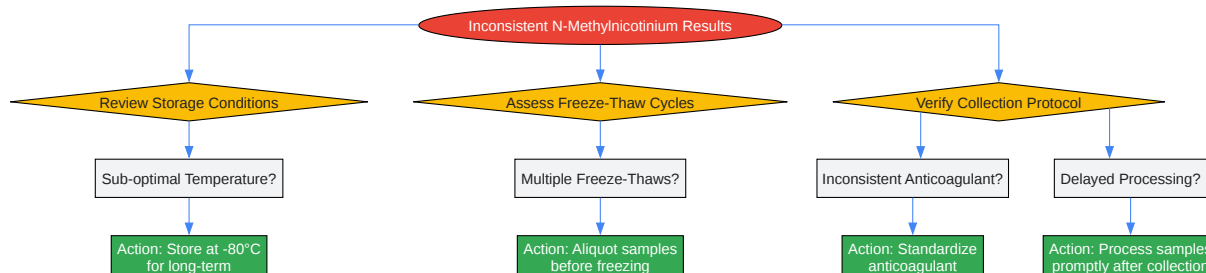 Inconsistent N-Methylnicotinium Results
Review Storage Conditions
Assess Freeze-Thaw Cycles
Verify Collection Protocol
Sub-optimal Temperature?
Multiple Freeze-Thaws?
Inconsistent Anticoagulant?
Delayed Processing?
Action: Store at -80°C
for long-term
Action: Aliquot samples
before freezing
Action: Standardize
anticoagulant
Action: Process samples
promptly after collection